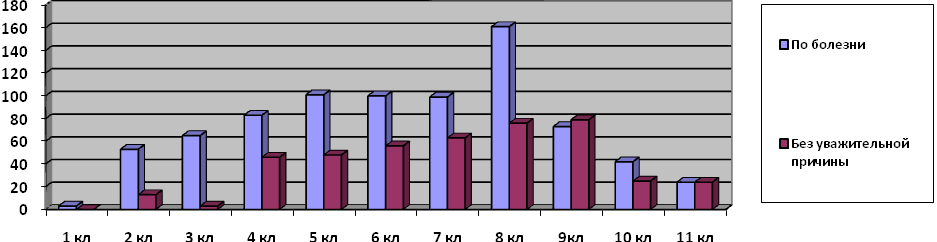 180
160
140
120
100
80
60
40
20
0
1 кл 2 кл 3 кл 4 кл 5 кл 6 кл 7 кл 8 кл 9кл 10 кл 11 кл
По болезни
Без уважительной
причины